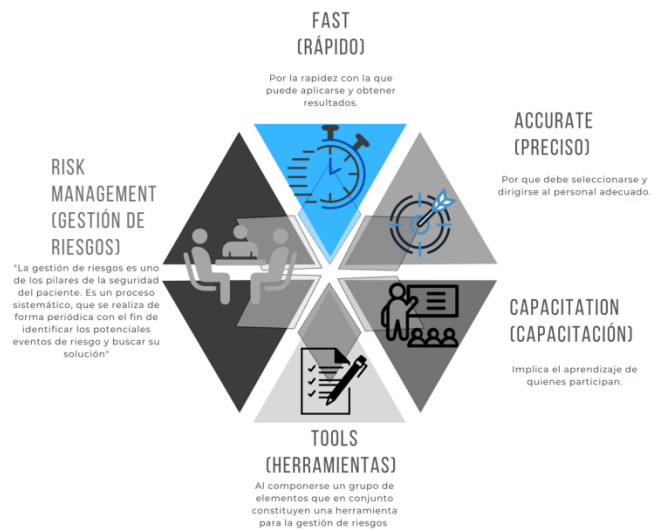 FAST
(RÁPIDO)
Por la rapidez con la que
puede aplicarse y obtener
resultados.
ACCURATE
(PRECISO)
Por que debe seleccionarse y
dirigirse al personal adecuado.
CAPACITATION
(CAPACITACIÓN)
Implica el aprendizaje de
quienes participan.
TOOLS
(HERRAMIENTAS)
Al componerse un grupo de
elementos que en conjunto
constituyen una herramienta
para la gestión de riesgos
RISK
MANAGEMENT
(GESTIÓN DE
RIESGOS)
"La gestión de riesgos es uno
de los pilares de la seguridad
del paciente. Es un proceso
sistemático, que se realiza de
forma periódica con el fin de
identificar los potenciales
eventos de riesgo y buscar su
solución"